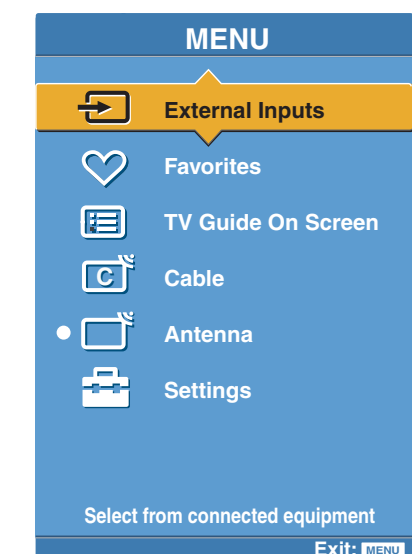 MENU
External Inputs
Favorites
TV Guide On Screen
C Cable
Antenna
Settings
Select from connected equipment
Exit: MENU